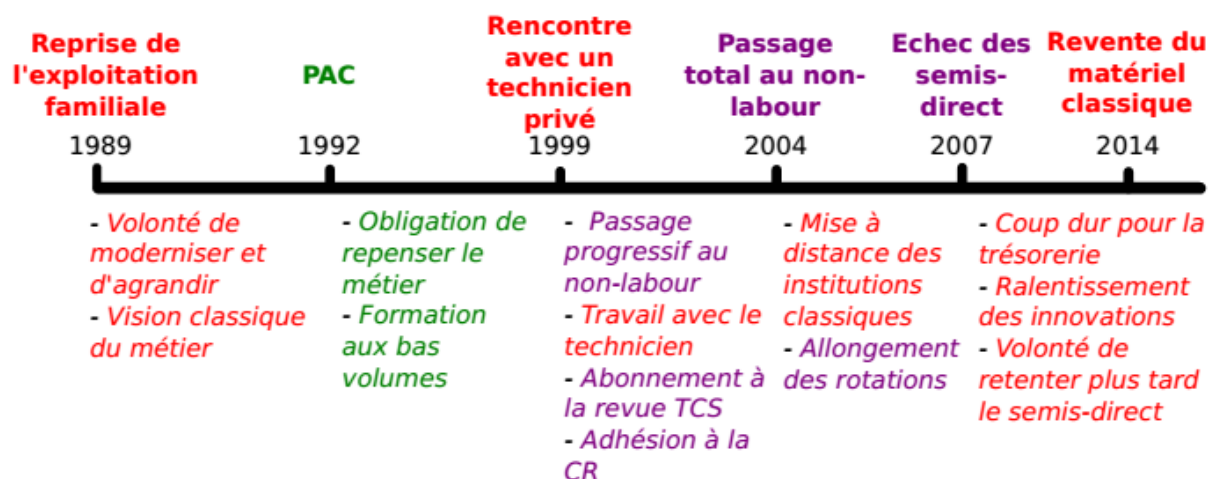 Reprise de
l'exploitation
familiale
PAC
Rencontre
avec un
technicien
privé
Passage
total au non-
labour
Echec des
semis-
direct
Revente du
matériel
classique
1989
1992
1999
2004
2007
2014
- Volonté de
moderniser et
d'agrandir
- Vision classique
du métier
- Obligation de
repenser le
métier
- Formation
aux bas
volumes
- Passage
progressif au
non-labour
- Travail avec le
technicien
- Abonnement à
la revue TCS
- Adhésion à la
CR
- Mise à
distance des
institutions
classiques
- Allongement
des rotations
- Coup dur pour la
trésorerie
- Ralentissement
des innovations
- Volonté de
retenter plus tard
le semis-direct